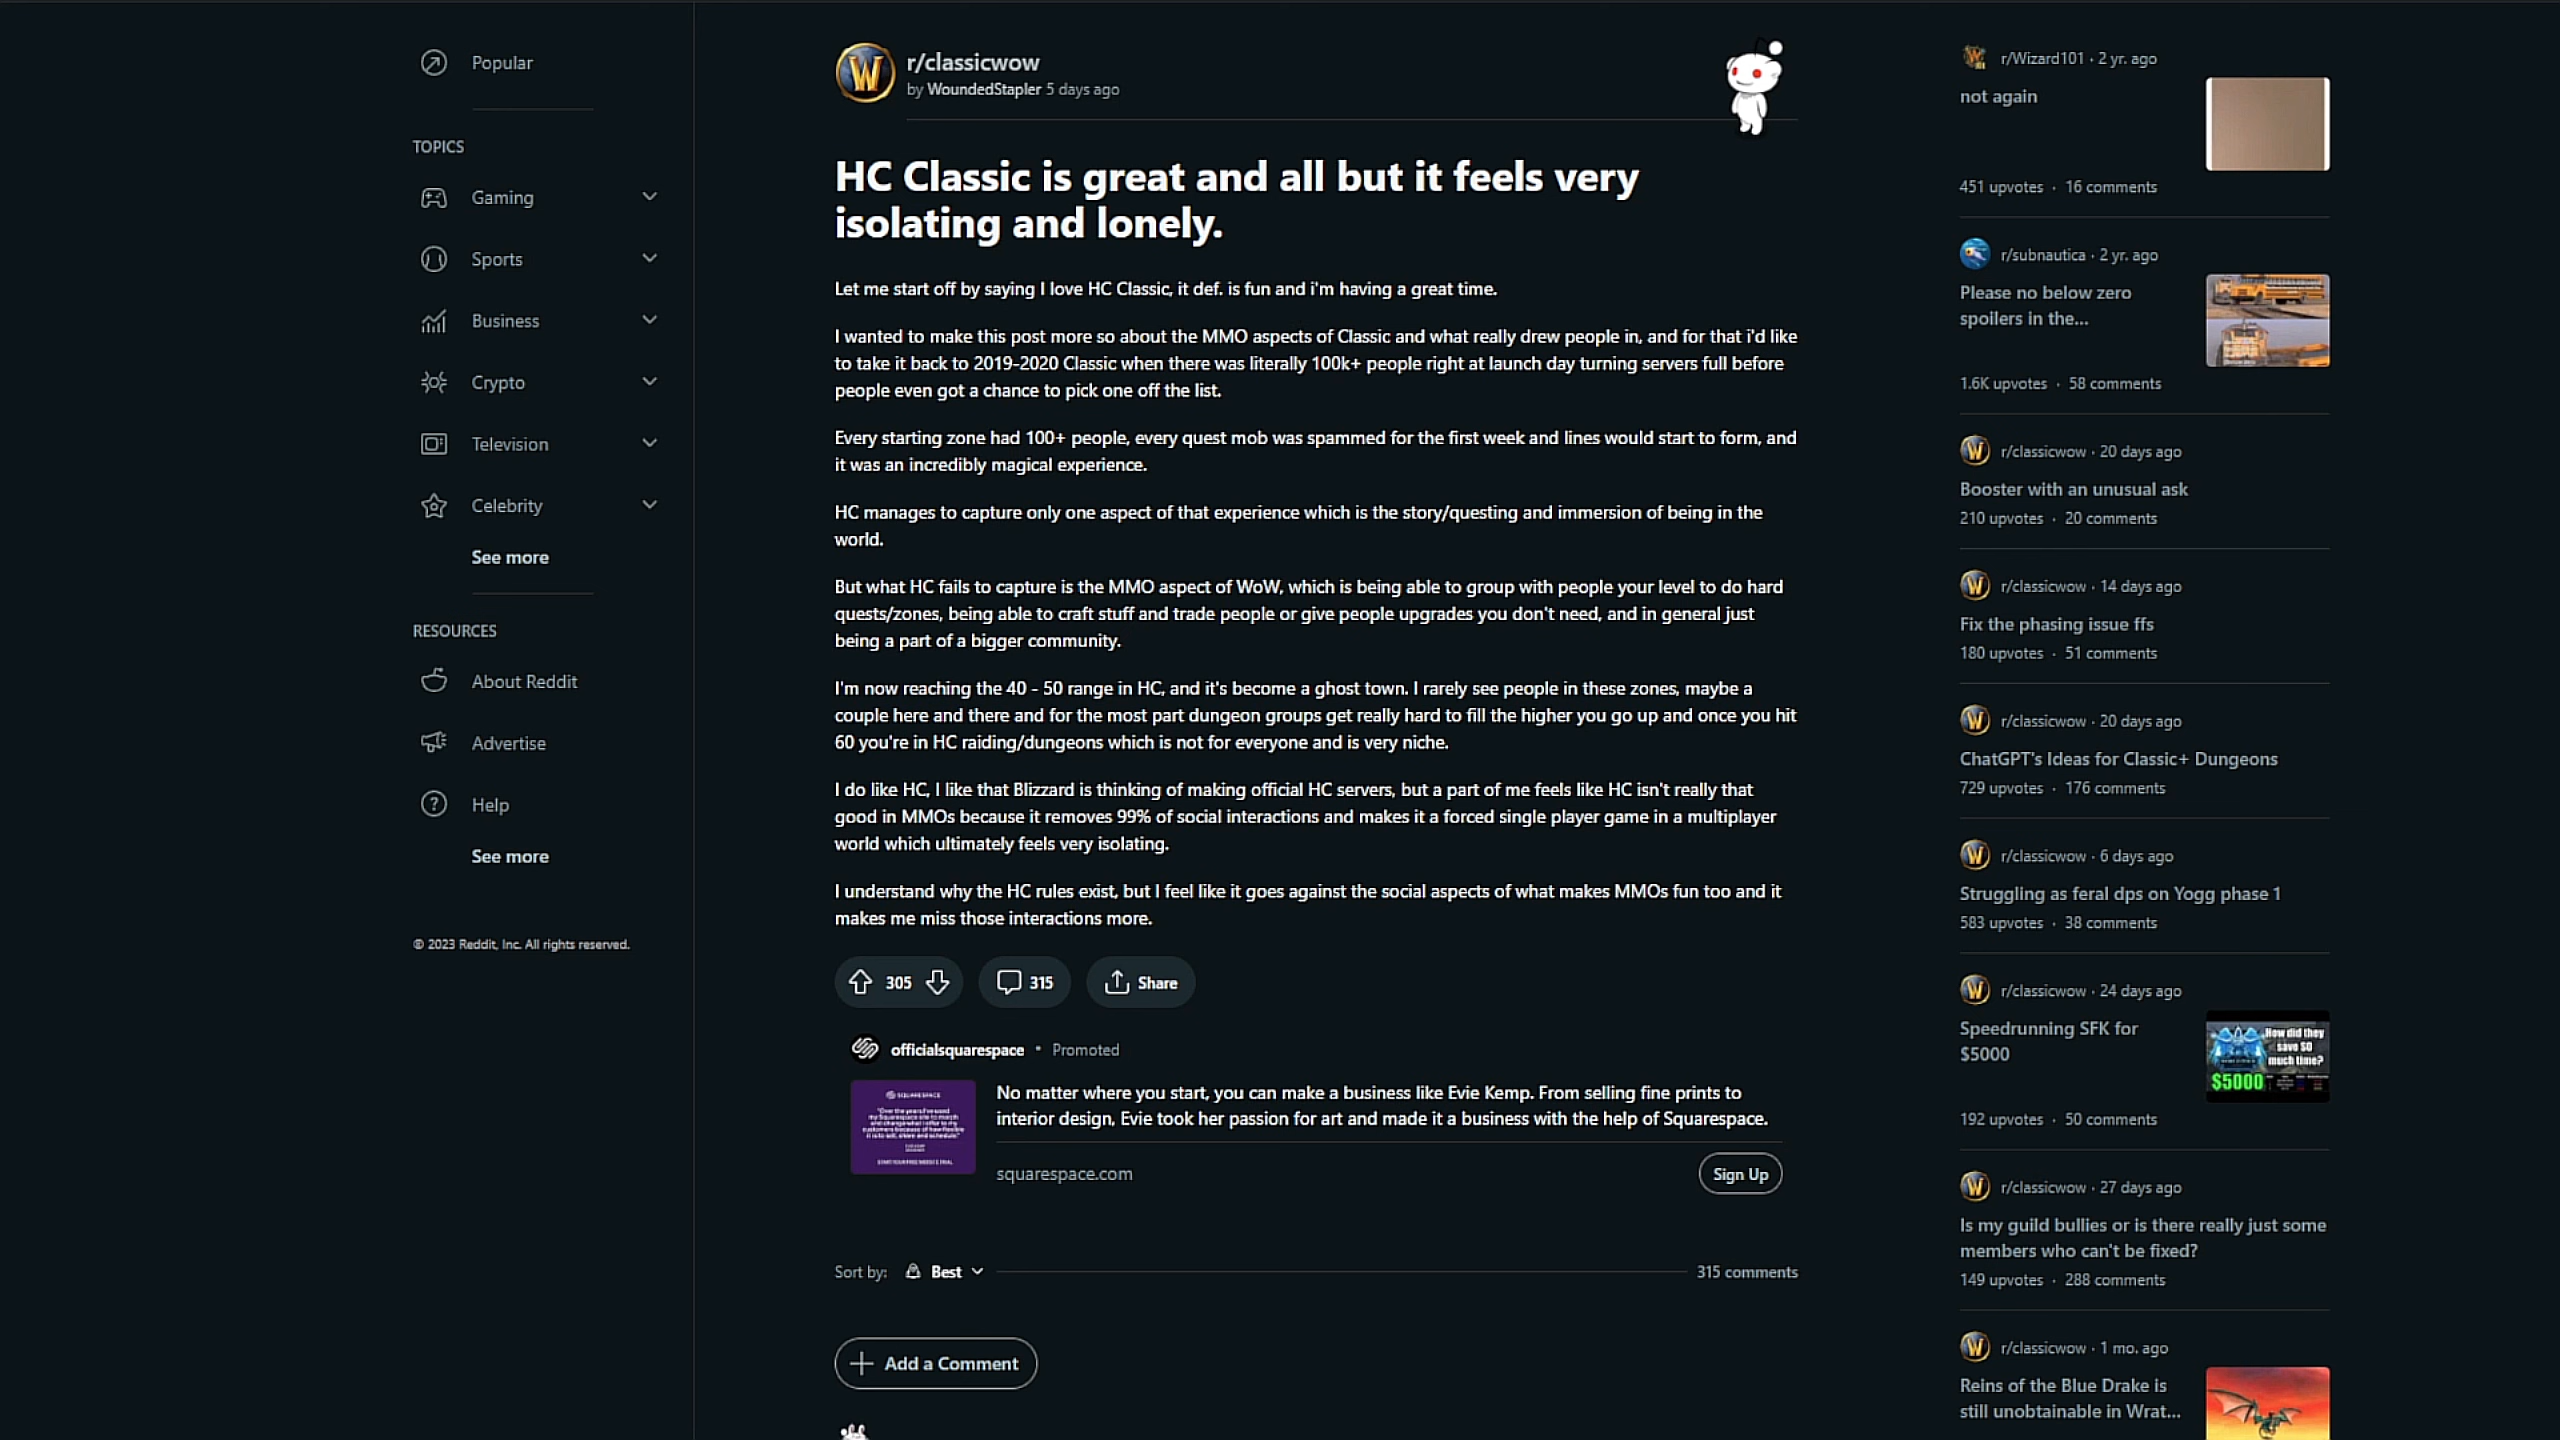 Popular
TOPICS
Gaming
Sports
Business
Crypto
Television
Celebrity
See more
RESOURCES
About Reddit
Advertise
Help
See more
© 2023 Reddit, Inc. All rights reserved.
r/classicwow
by WoundedStapler 5 days ago
HC Classic is great and all but it feels very
isolating and lonely.
Let me start off by saying I love HC Classic, it def. is fun and i'm having a great time.
I wanted to make this post more so about the MMO aspects of Classic and what really drew people in, and for that i'd like
to take it back to 2019-2020 Classic when there was literally 100k+ people right at launch day turning servers full before
people even got a chance to pick one off the list.
Every starting zone had 100+ people, every quest mob was spammed for the first week and lines would start to form, and
it was an incredibly magical experience.
HC manages to capture only one aspect of that experience which is the story/questing and immersion of being in the
world.
But what HC fails to capture is the MMO aspect of WoW, which is being able to group with people your level to do hard
quests/zones, being able to craft stuff and trade people or give people upgrades you don't need, and in general just
being a part of a bigger community.
I'm now reaching the 40 - 50 range in HC, and it's become a ghost town. I rarely see people in these zones, maybe a
couple here and there and for the most part dungeon groups get really hard to fill the higher you go up and once you hit
60 you're in HC raiding/dungeons which is not for everyone and is very niche.
I do like HC, I like that Blizzard is thinking of making official HC servers, but a part of me feels like HC isn't really that
good in MMOs because it removes 99% of social interactions and makes it a forced single player game in a multiplayer
world which ultimately feels very isolating.
I understand why the HC rules exist, but I feel like it goes against the social aspects of what makes MMOs fun too and it
makes me miss those interactions more.
305
315
Share
officialsquarespace • Promoted
SQUARESPACE
No matter where you start, you can make a business like Evie Kemp. From selling fine prints to
interior design, Evie took her passion for art and made it a business with the help of Squarespace.
squarespace.com
Sign Up
Sort by: Best
315 comments
Add a Comment
r/Wizard101 · 2 yr. ago
not again
451 upvotes · 16 comments
r/subnautica · 2 yr. ago
Please no below zero
spoilers in the...
1.6K upvotes · 58 comments
r/classicwow · 20 days ago
Booster with an unusual ask
210 upvotes · 20 comments
r/classicwow · 14 days ago
Fix the phasing issue ffs
180 upvotes · 51 comments
r/classicwow · 20 days ago
ChatGPT's Ideas for Classic+ Dungeons
729 upvotes · 176 comments
r/classicwow · 6 days ago
Struggling as feral dps on Yogg phase 1
583 upvotes · 38 comments
r/classicwow · 24 days ago
Speedrunning SFK for
$5000
How did they
save SO
much time?
$5000
192 upvotes · 50 comments
r/classicwow · 27 days ago
Is my guild bullies or is there really just some
members who can't be fixed?
149 upvotes · 288 comments
r/classicwow · 1 mo. ago
Reins of the Blue Drake is
still unobtainable in Wrat...